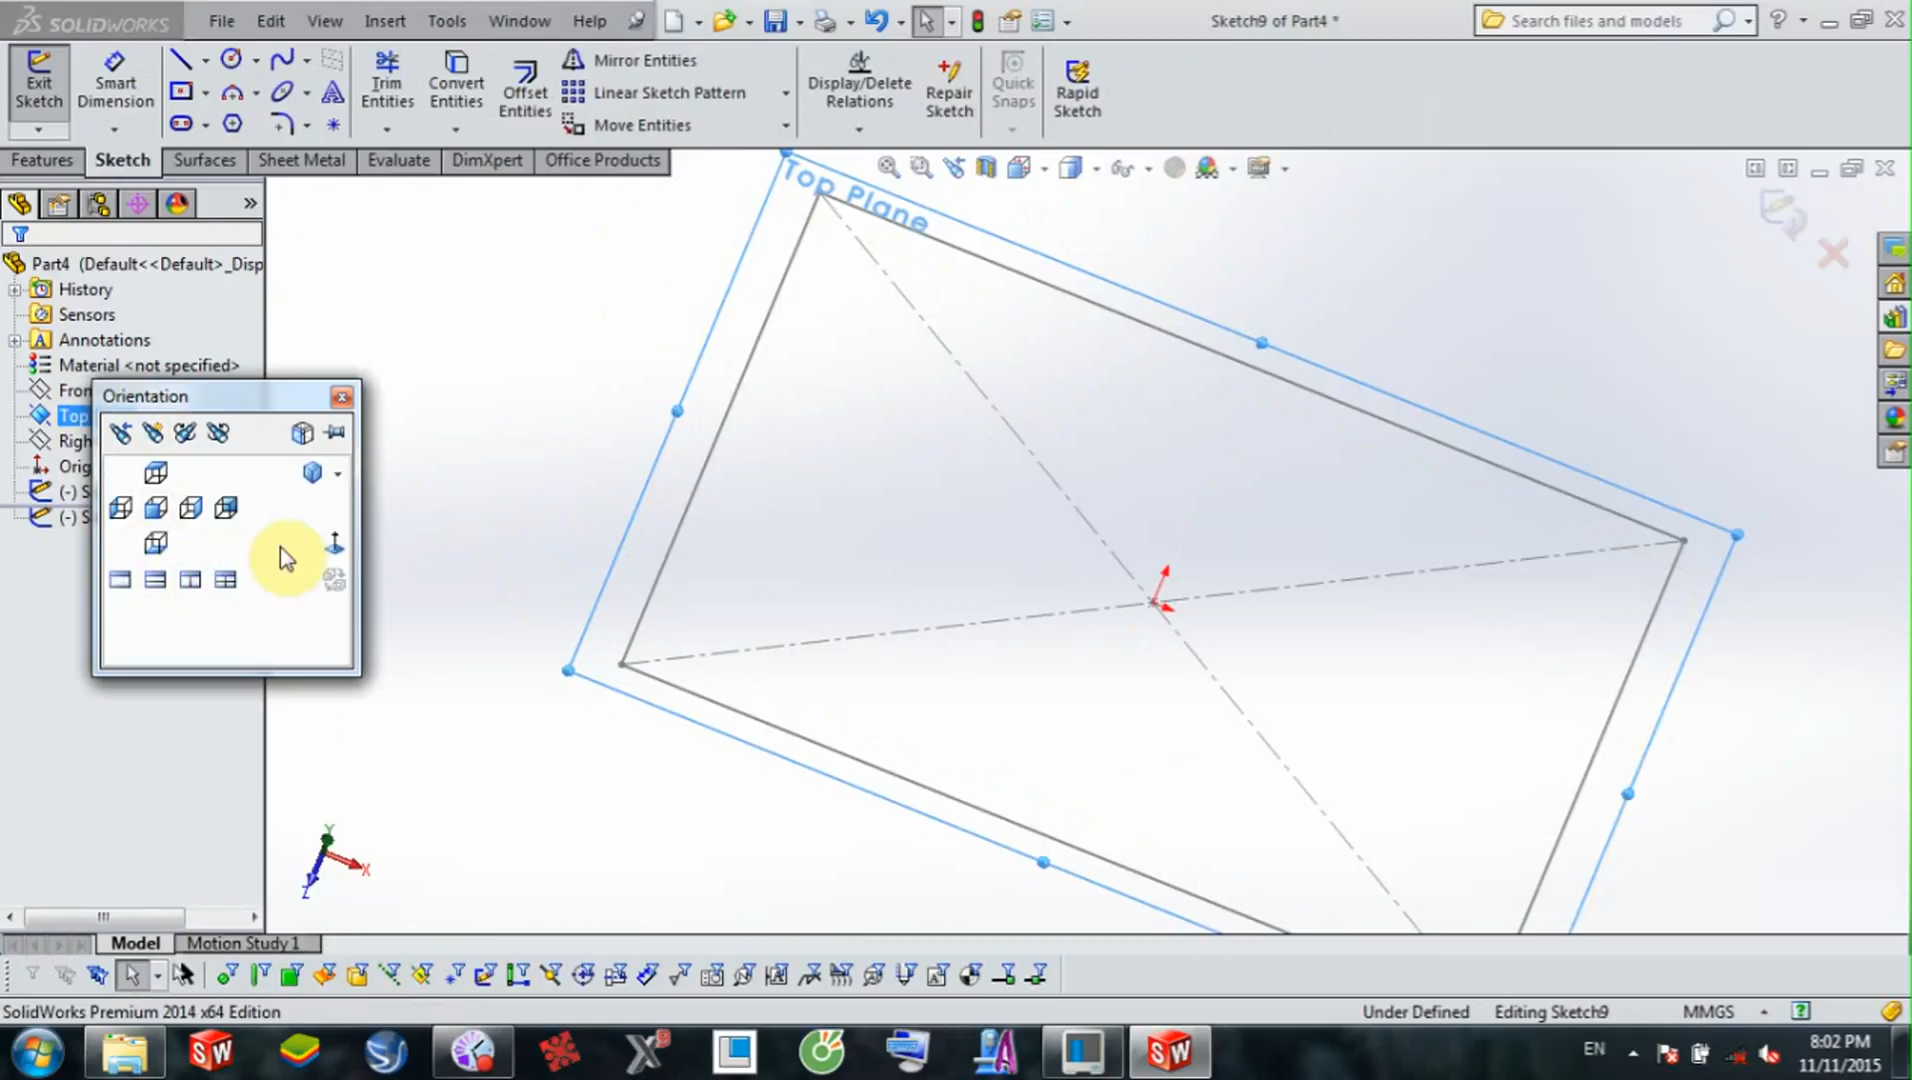 SOLIDWORKS
File Edit View Insert Tools Window Help
Sketch9 of Part4 *
Search files and models
Exit Sketch
Smart Dimension
Trim Entities
Convert Entities
Offset Entities
Mirror Entities
Linear Sketch Pattern
Move Entities
Display/Delete Relations
Repair Sketch
Quick Snaps
Rapid Sketch
Features Sketch Surfaces Sheet Metal Evaluate DimXpert Office Products
Top Plane
Part4 (Default<<Default>_Disp
History
Sensors
Annotations
Material <not specified>
Fron
Top
Righ
Orig
(-) S
(-) S
Orientation
Y
X
Z
Model Motion Study 1
SolidWorks Premium 2014 x64 Edition
Under Defined Editing Sketch9 MMGS
EN
8:02 PM
11/11/2015